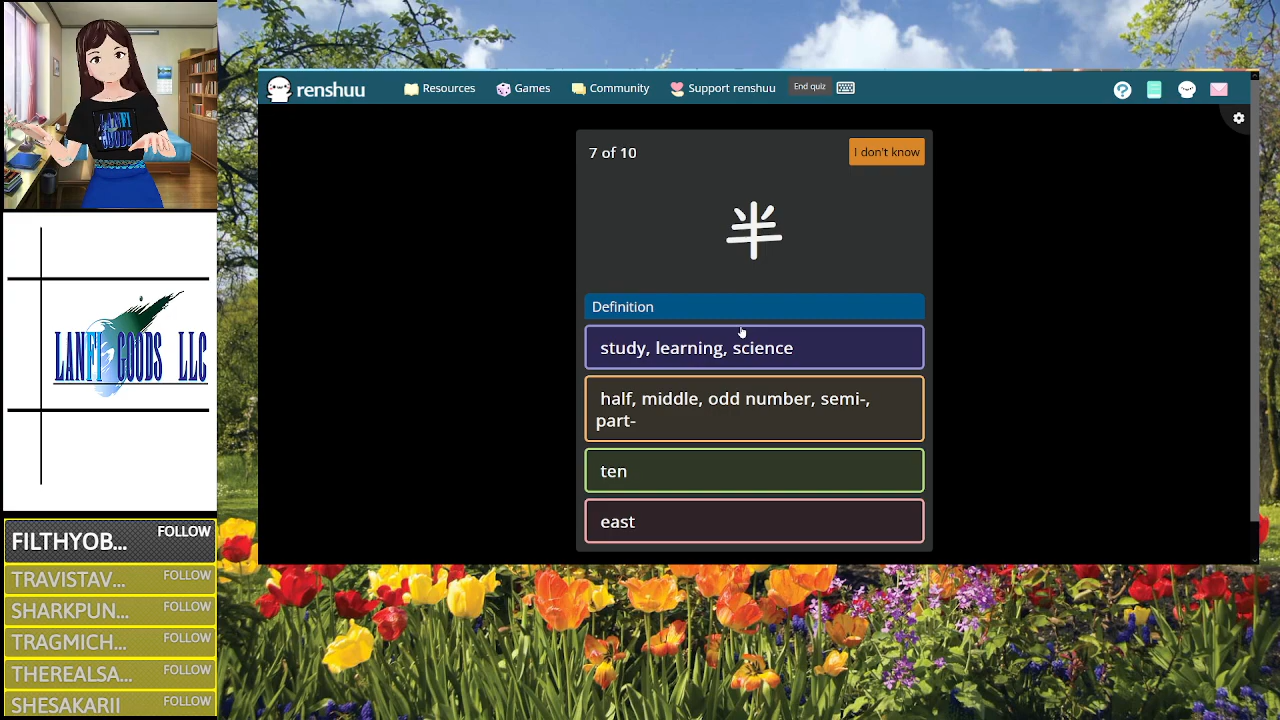 LANFI
GOODS
renshuu
Resources
Games
Community
Support renshuu
End quiz
7 of 10
I don't know
半
Definition
study, learning, science
half, middle, odd number, semi-,
part-
ten
east
LANFI GOODS LLC
FILTHYOB... FOLLOW
TRAVISTAV... FOLLOW
SHARKPUN... FOLLOW
TRAGMICH... FOLLOW
THEREALSA... FOLLOW
SHESAKARII FOLLOW